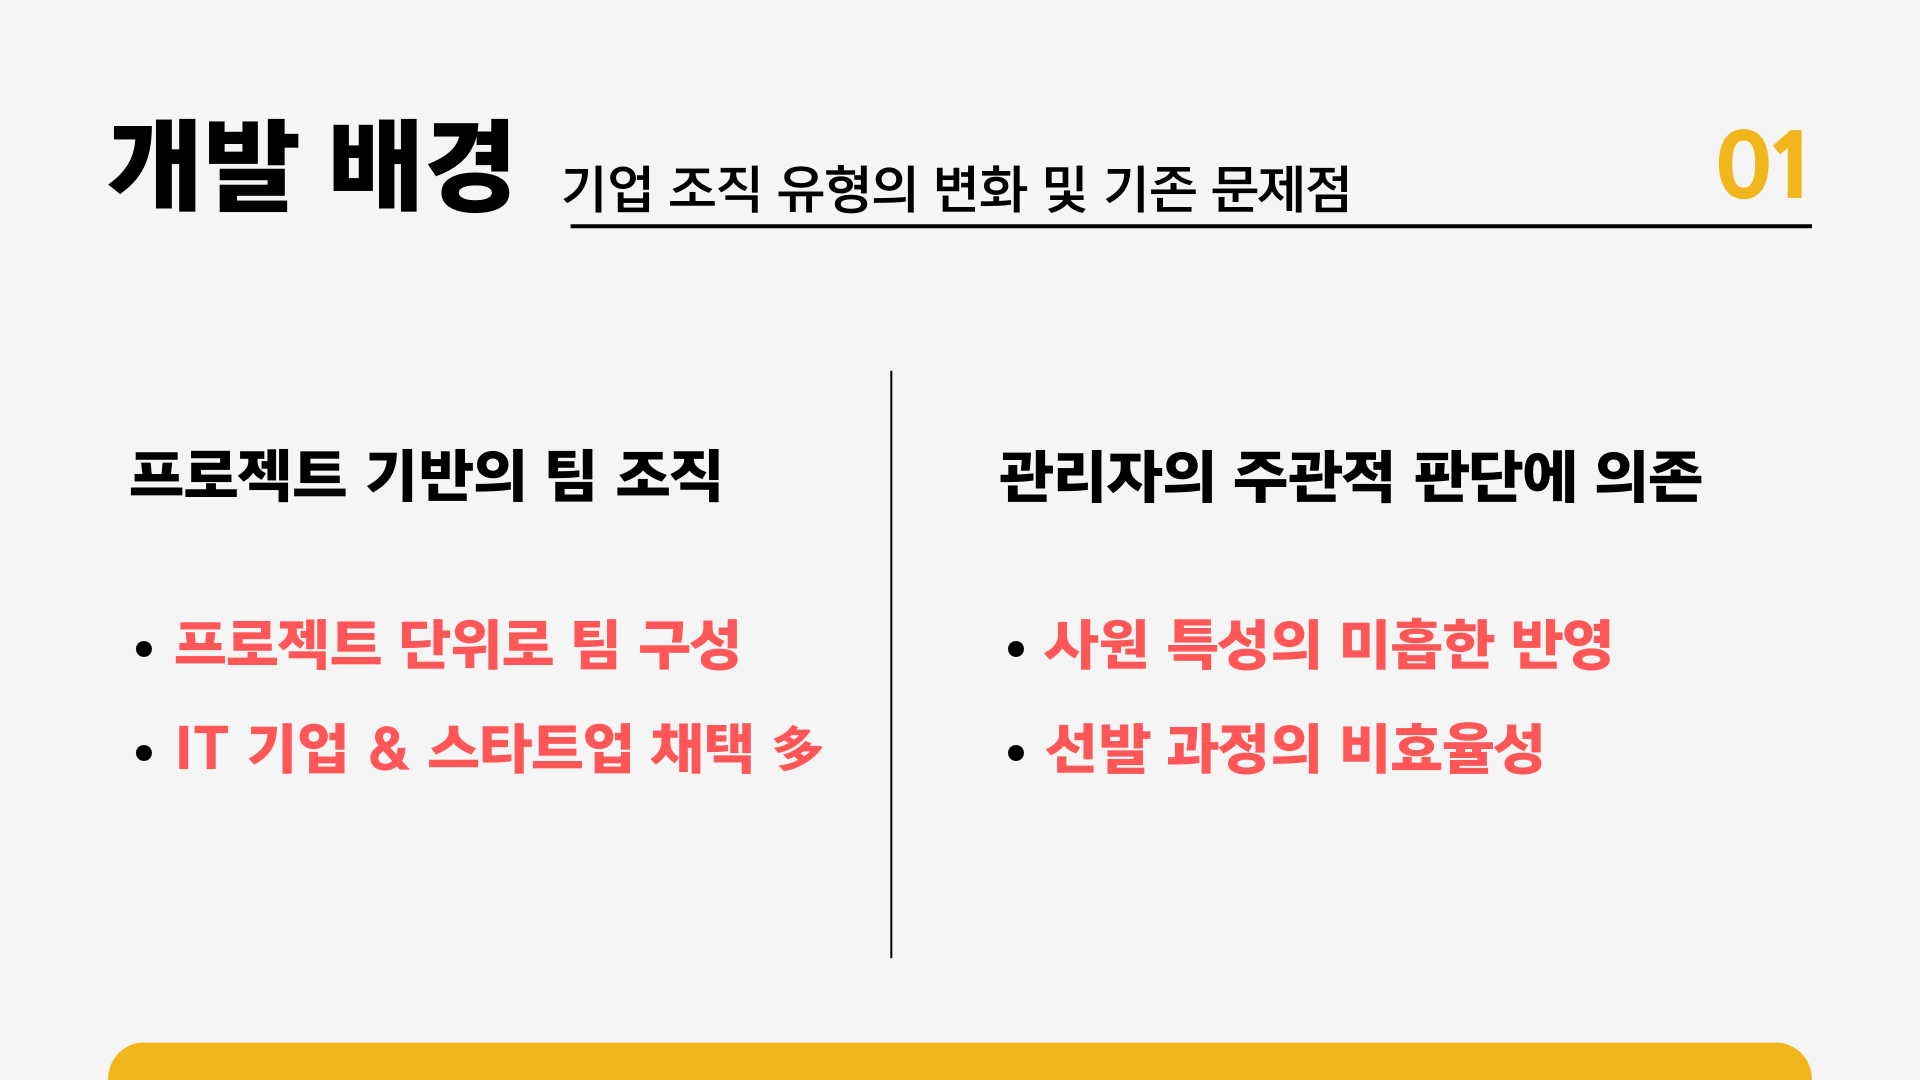 개발 배경
기업 조직 유형의 변화 및 기존 문제점
01
프로젝트 기반의 팀 조직
프로젝트 단위로 팀 구성
IT 기업 & 스타트업 채택 多
관리자의 주관적 판단에 의존
사원 특성의 미흡한 반영
선발 과정의 비효율성